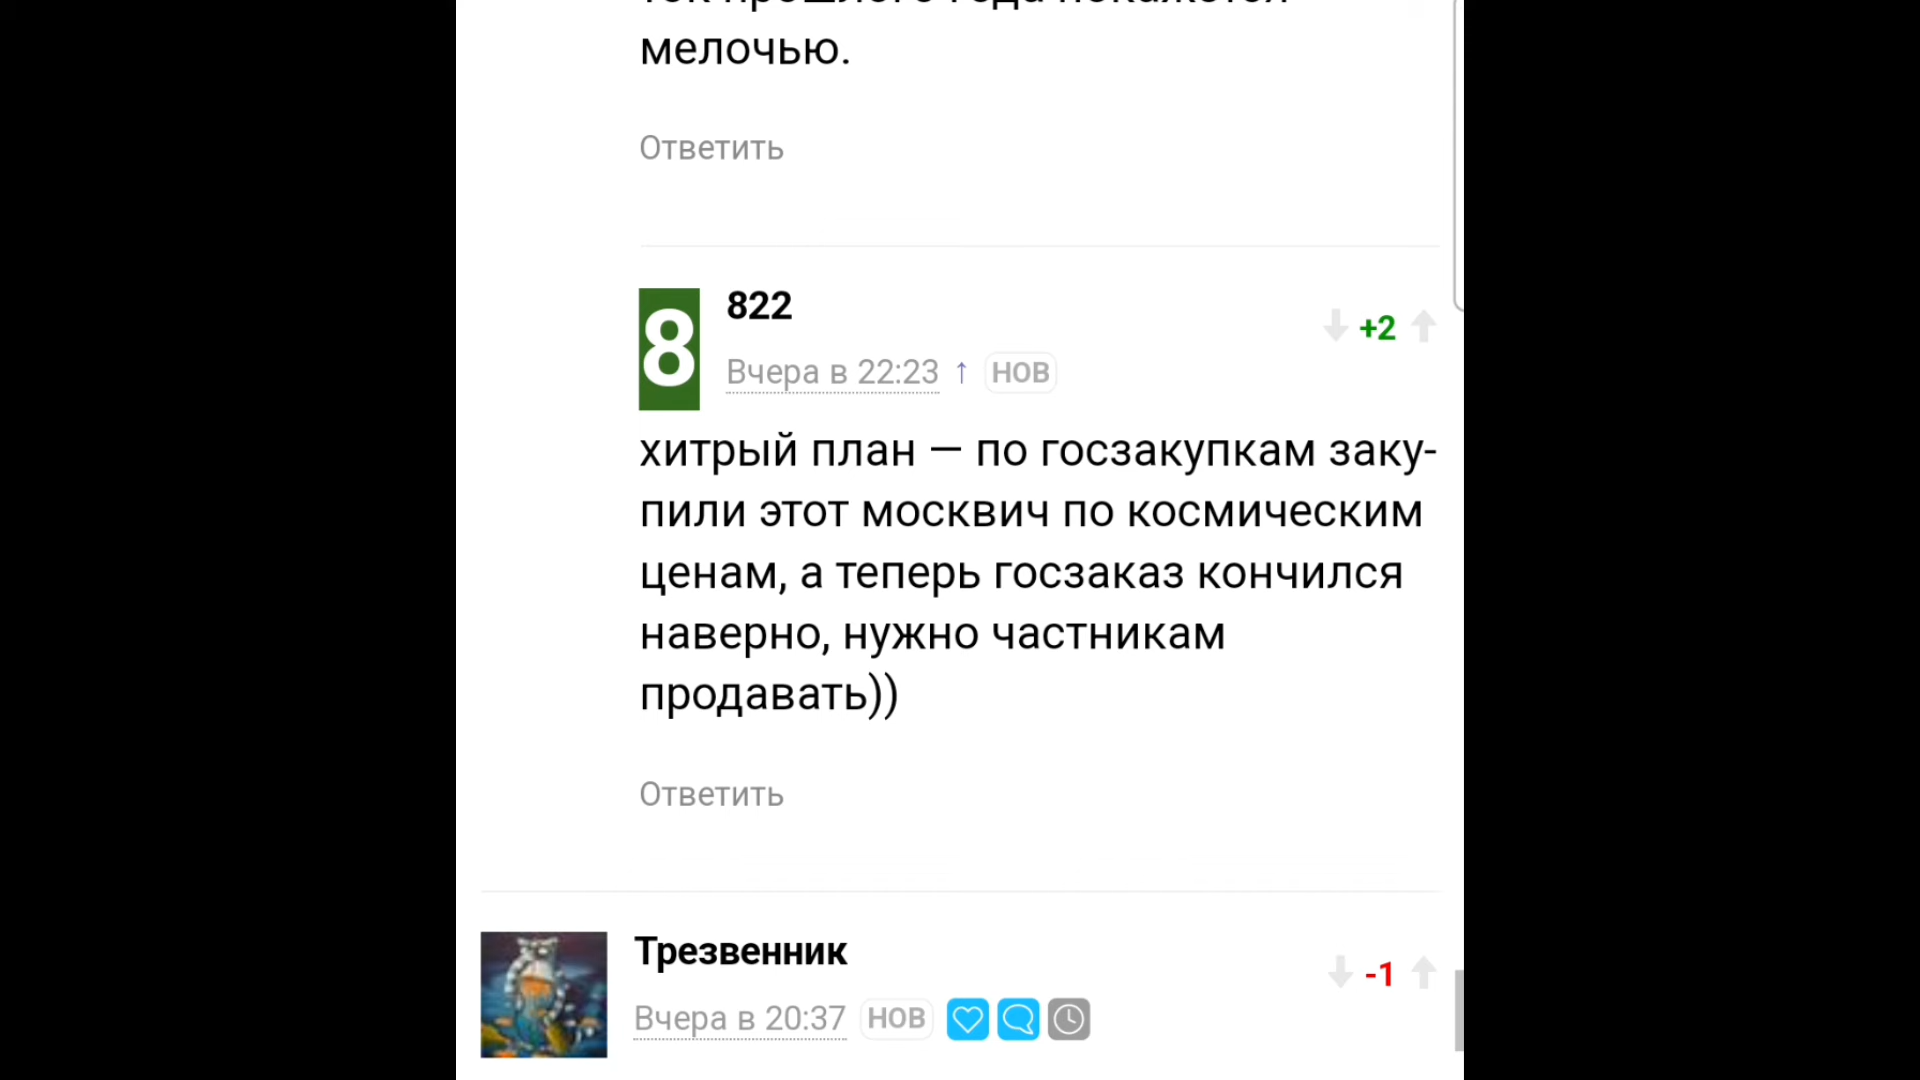 мелочью.
Ответить
8
822
+2
Вчера в 22:23 ↑ НОВ
хитрый план — по госзакупкам заку-
пили этот москвич по космическим
ценам, а теперь госзаказ кончился
наверно, нужно частникам
продавать))
Ответить
Трезвенник
-1
Вчера в 20:37 НОВ